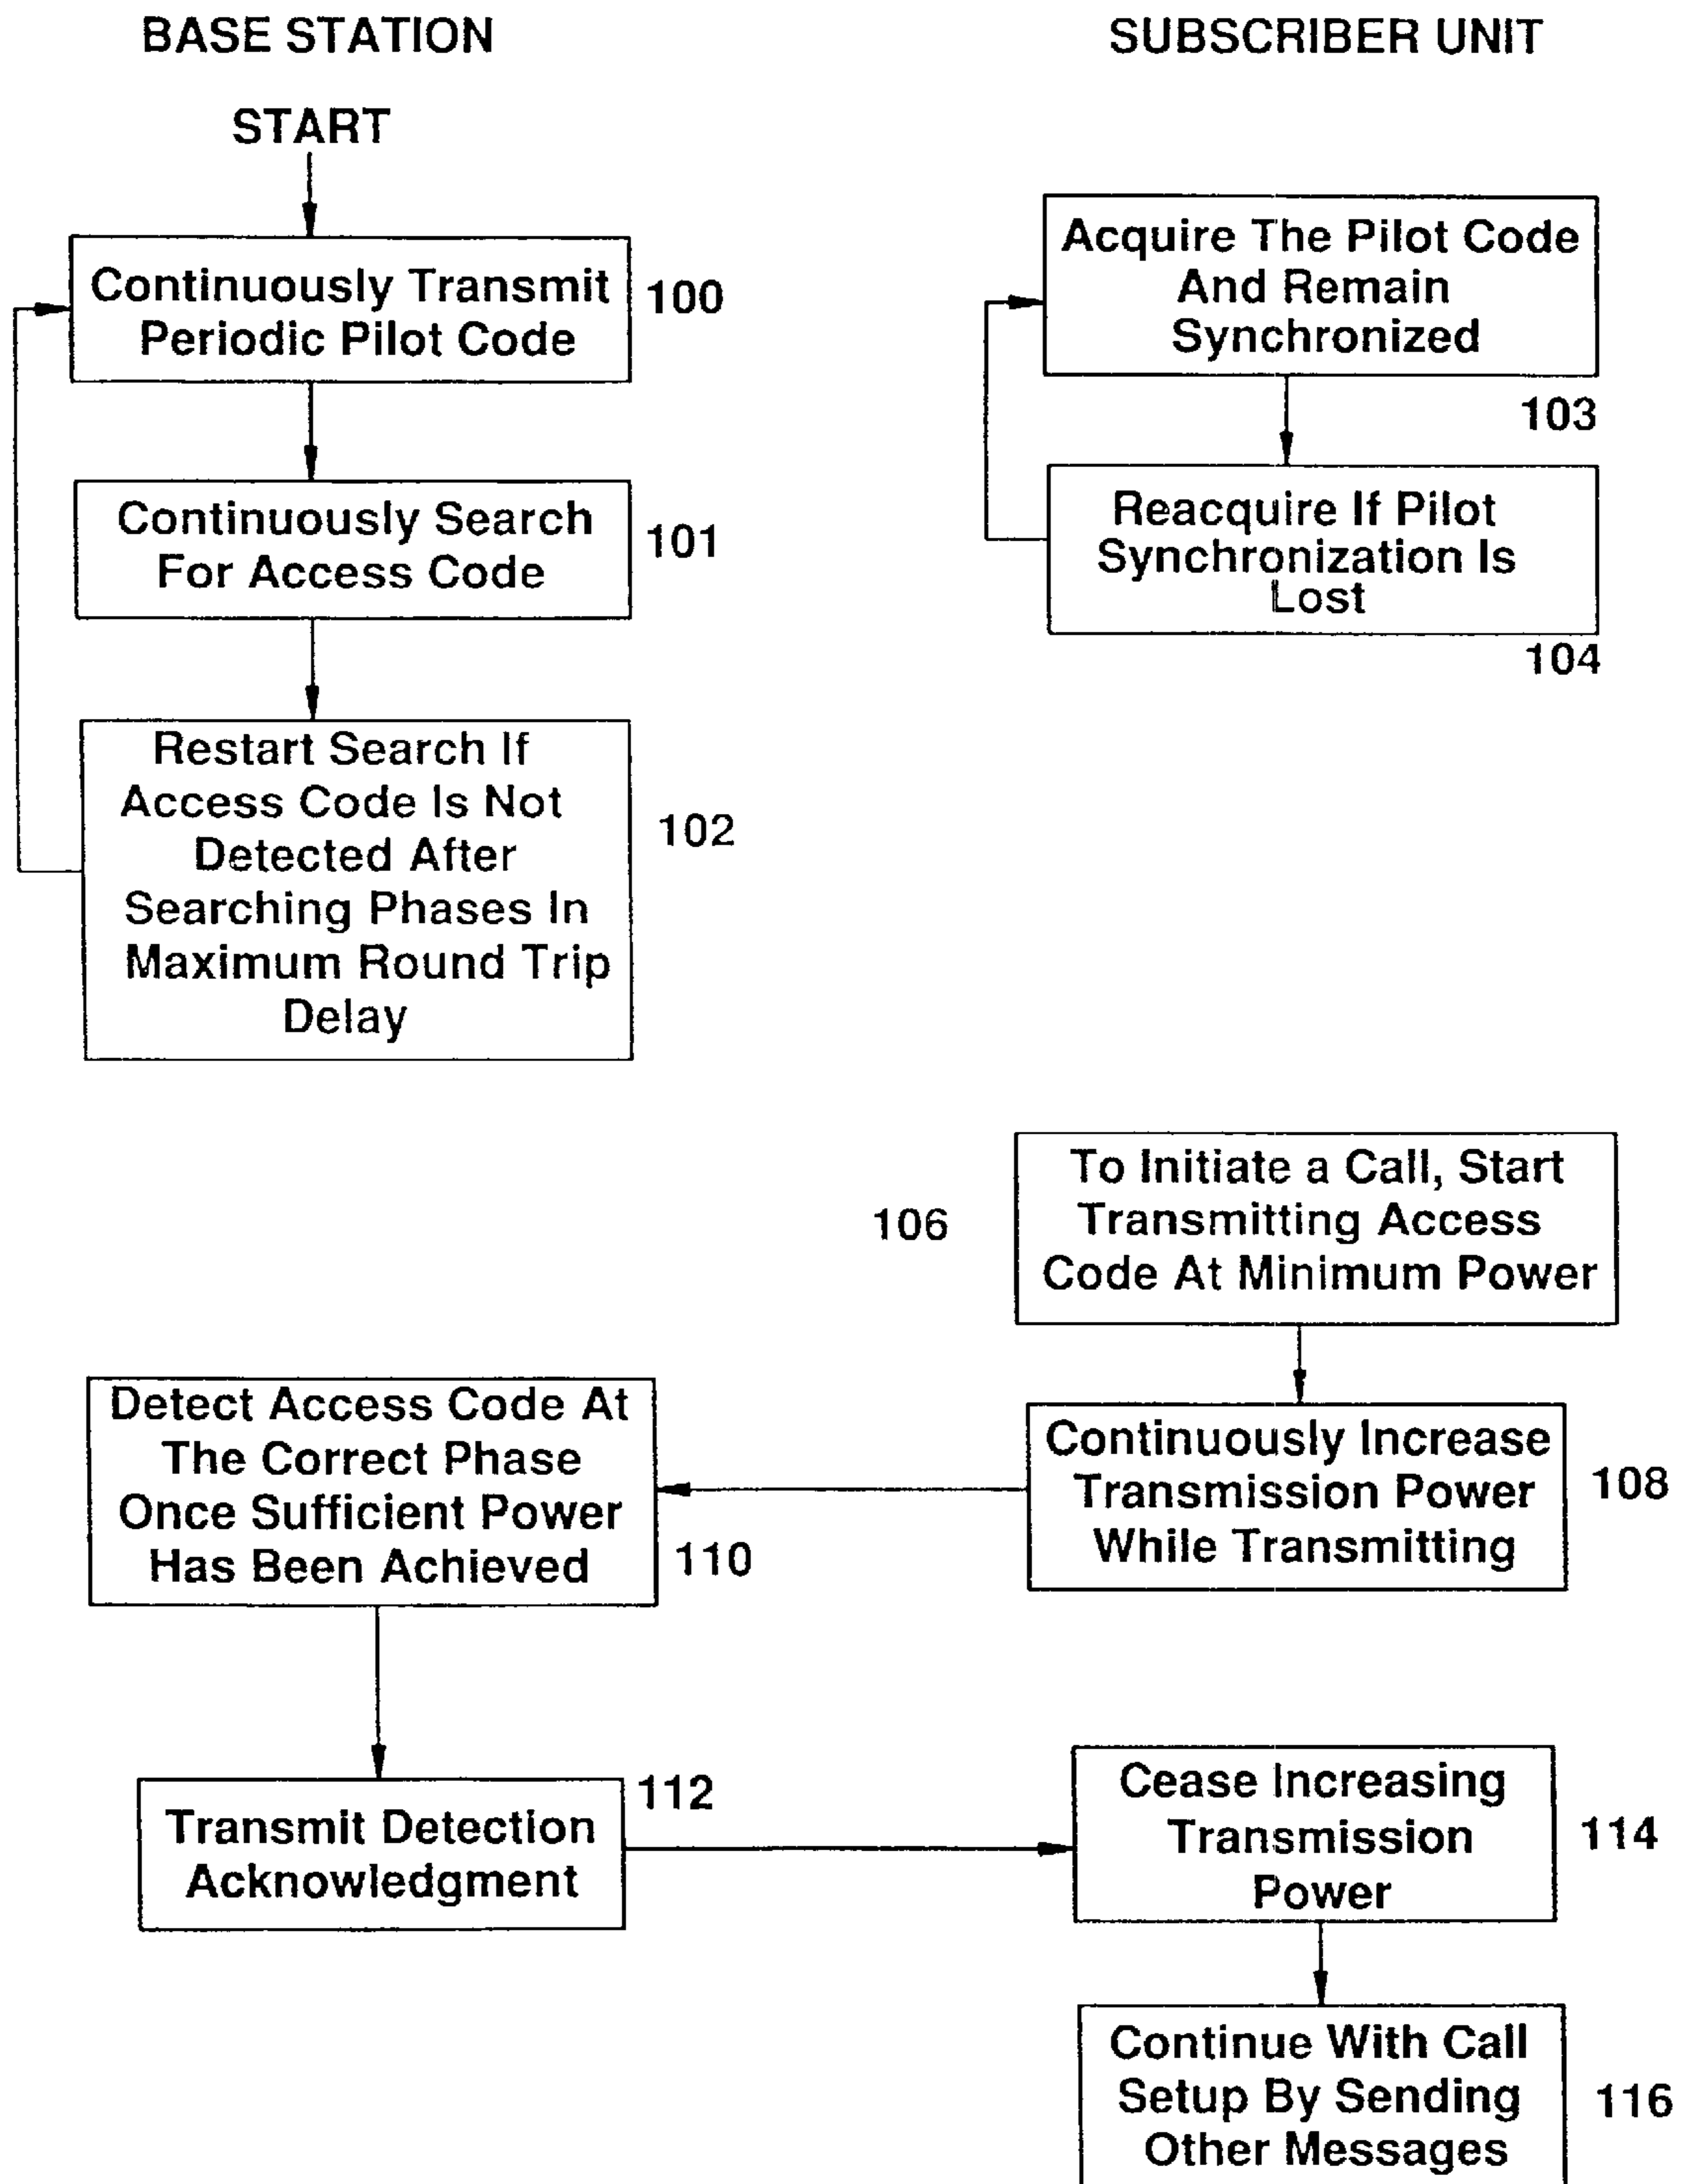 BASE STATION
SUBSCRIBER UNIT
START
Continuously Transmit
Periodic Pilot Code
100
Continuously Search
For Access Code
101
Restart Search If
Access Code Is Not
Detected After
Searching Phases In
Maximum Round Trip
Delay
102
Acquire The Pilot Code
And Remain
Synchronized
103
Reacquire If Pilot
Synchronization Is
Lost
104
106
To Initiate a Call, Start
Transmitting Access
Code At Minimum Power
Continuously Increase
Transmission Power
While Transmitting
108
Detect Access Code At
The Correct Phase
Once Sufficient Power
Has Been Achieved
110
Transmit Detection
Acknowledgment
112
Cease Increasing
Transmission
Power
114
Continue With Call
Setup By Sending
Other Messages
116